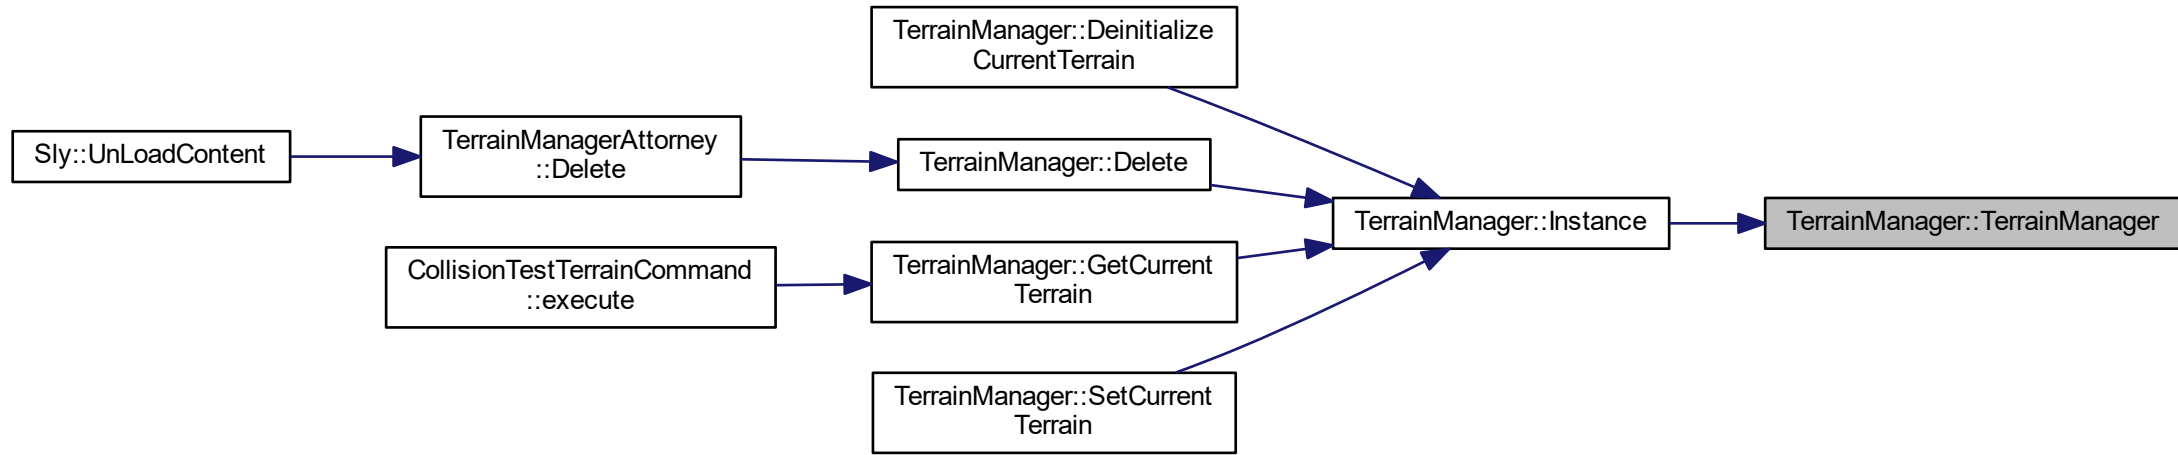 TerrainManager::Deinitialize
CurrentTerrain
Sly::UnLoadContent
TerrainManagerAttorney
::Delete
TerrainManager::Delete
TerrainManager::Instance
TerrainManager::TerrainManager
CollisionTestTerrainCommand
::execute
TerrainManager::GetCurrent
Terrain
TerrainManager::SetCurrent
Terrain